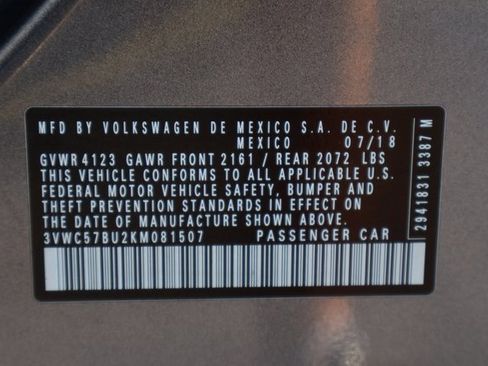 MFD BY VOLKSWAGEN DE MEXICO S.A. DE C.V.
MEXICO 07/18
GVWR 4123 GAWR FRONT 2161 / REAR 2072 LBS
THIS VEHICLE CONFORMS TO ALL APPLICABLE U.S.
FEDERAL MOTOR VEHICLE SAFETY, BUMPER AND
THEFT PREVENTION STANDARDS IN EFFECT ON
THE DATE OF MANUFACTURE SHOWN ABOVE.
3VWC57BU2KM081507 PASSENGER CAR
2941831 3387 M